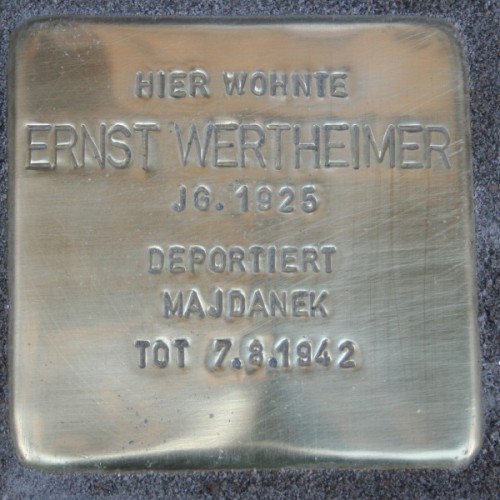 HIER WOHNTE
ERNST WERTHEIMER
JG. 1925
DEPORTIERT
MAJDANEK
TOT 7.8.1942